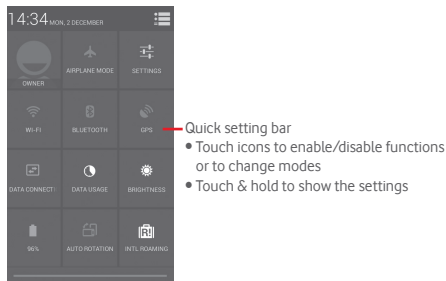 14:34 MON, 2 DECEMBER
OWNER
AIRPLANE MODE
SETTINGS
WI-FI
BLUETOOTH
GPS
DATA CONNECTI
DATA USAGE
BRIGHTNESS
96%
AUTO ROTATION
R!
INTL ROAMING
Quick setting bar
• Touch icons to enable/disable functions
or to change modes
• Touch & hold to show the settings